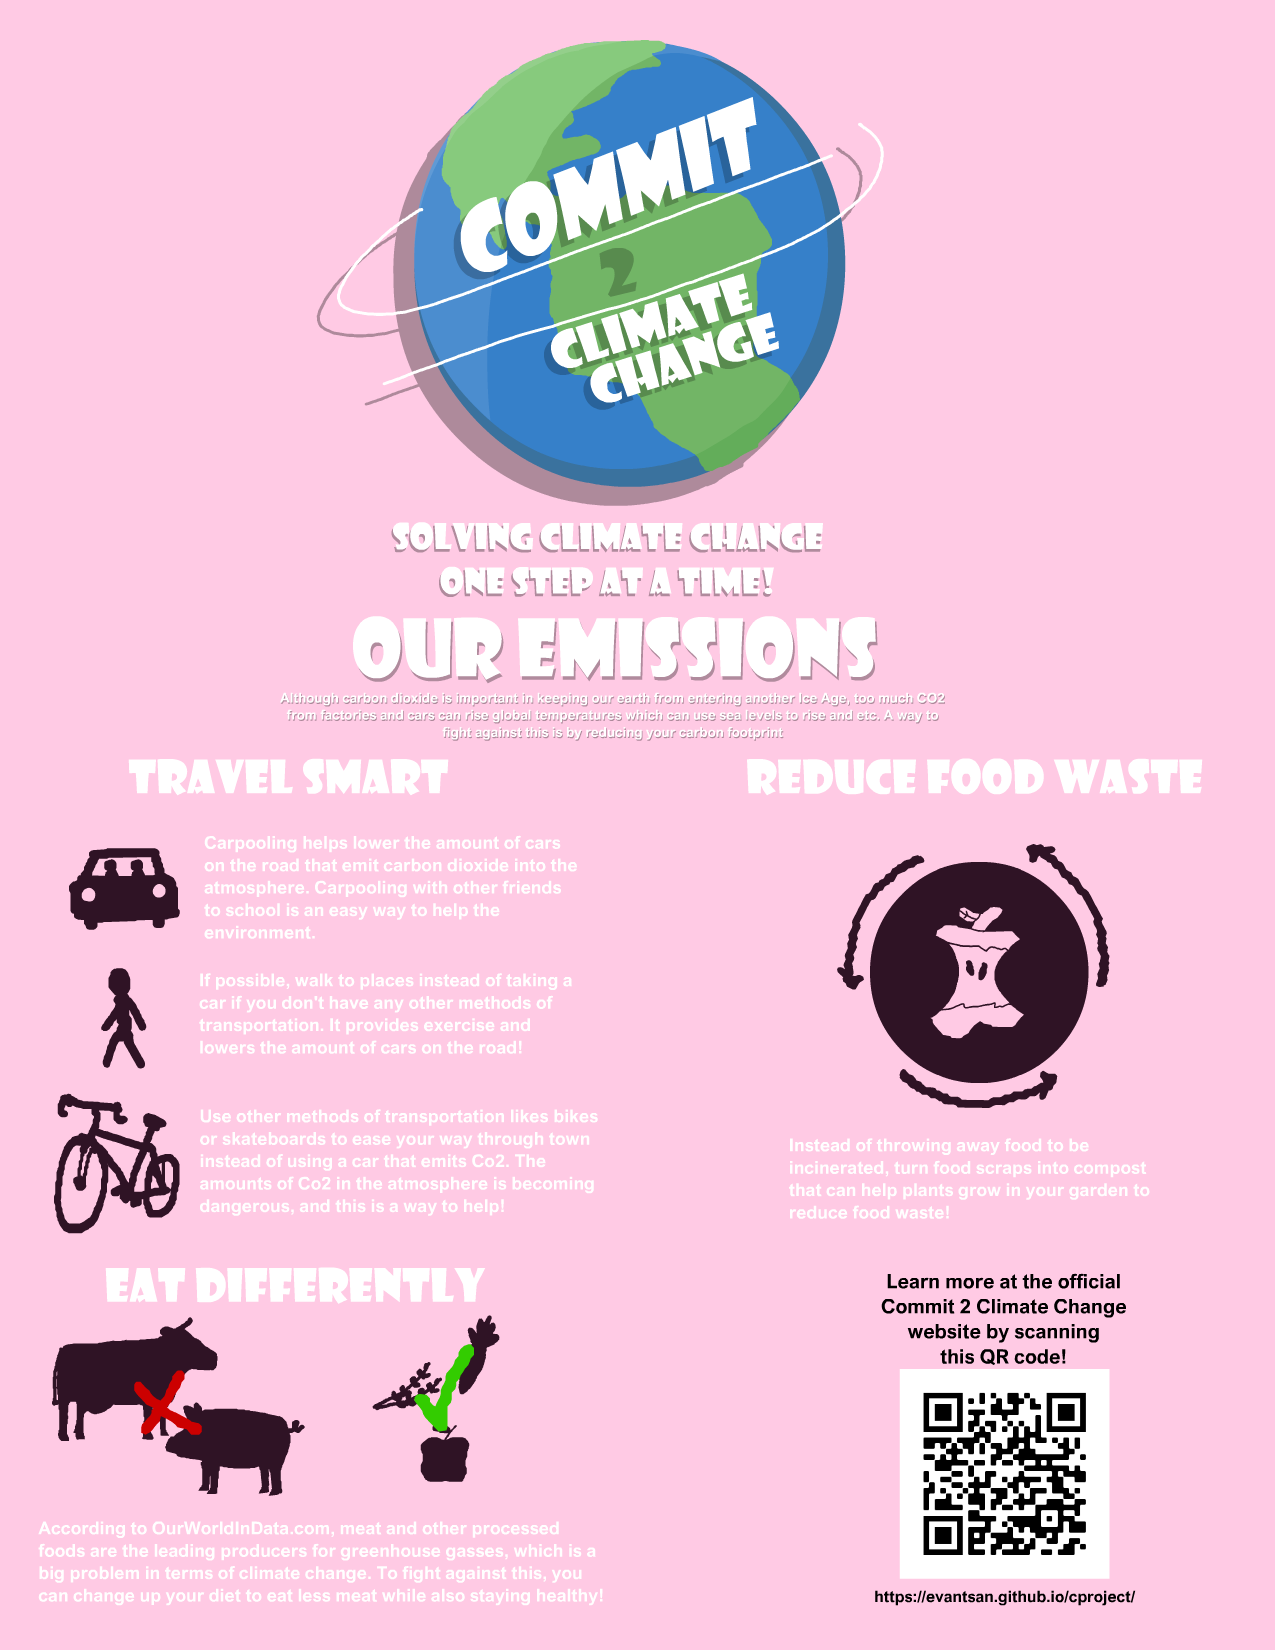 COMMIT
2
CLIMATE
CHANGE
SOLVING CLIMATE CHANGE
ONE STEP AT A TIME!
OUR EMISSIONS
Although carbon dioxide is important in keeping our earth from entering another Ice Age, too much CO2
from factories and cars can rise global temperatures which can use sea levels to rise and etc. A way to
fight against this is by reducing your carbon footprint
TRAVEL SMART
Carpooling helps lower the amount of cars
on the road that emit carbon dioxide into the
atmosphere. Carpooling with other friends
to school is an easy way to help the
environment.
If possible, walk to places instead of taking a
car if you don't have any other methods of
transportation. It provides exercise and
lowers the amount of cars on the road!
Use other methods of transportation likes bikes
or skateboards to ease your way through town
instead of using a car that emits Co2. The
amounts of Co2 in the atmosphere is becoming
dangerous, and this is a way to help!
REDUCE FOOD WASTE
Instead of throwing away food to be
incinerated, turn food scraps into compost
that can help plants grow in your garden to
reduce food waste!
EAT DIFFERENTLY
According to OurWorldInData.com, meat and other processed
foods are the leading producers for greenhouse gasses, which is a
big problem in terms of climate change. To fight against this, you
can change up your diet to eat less meat while also staying healthy!
Learn more at the official
Commit 2 Climate Change
website by scanning
this QR code!
https://evantsan.github.io/cproject/